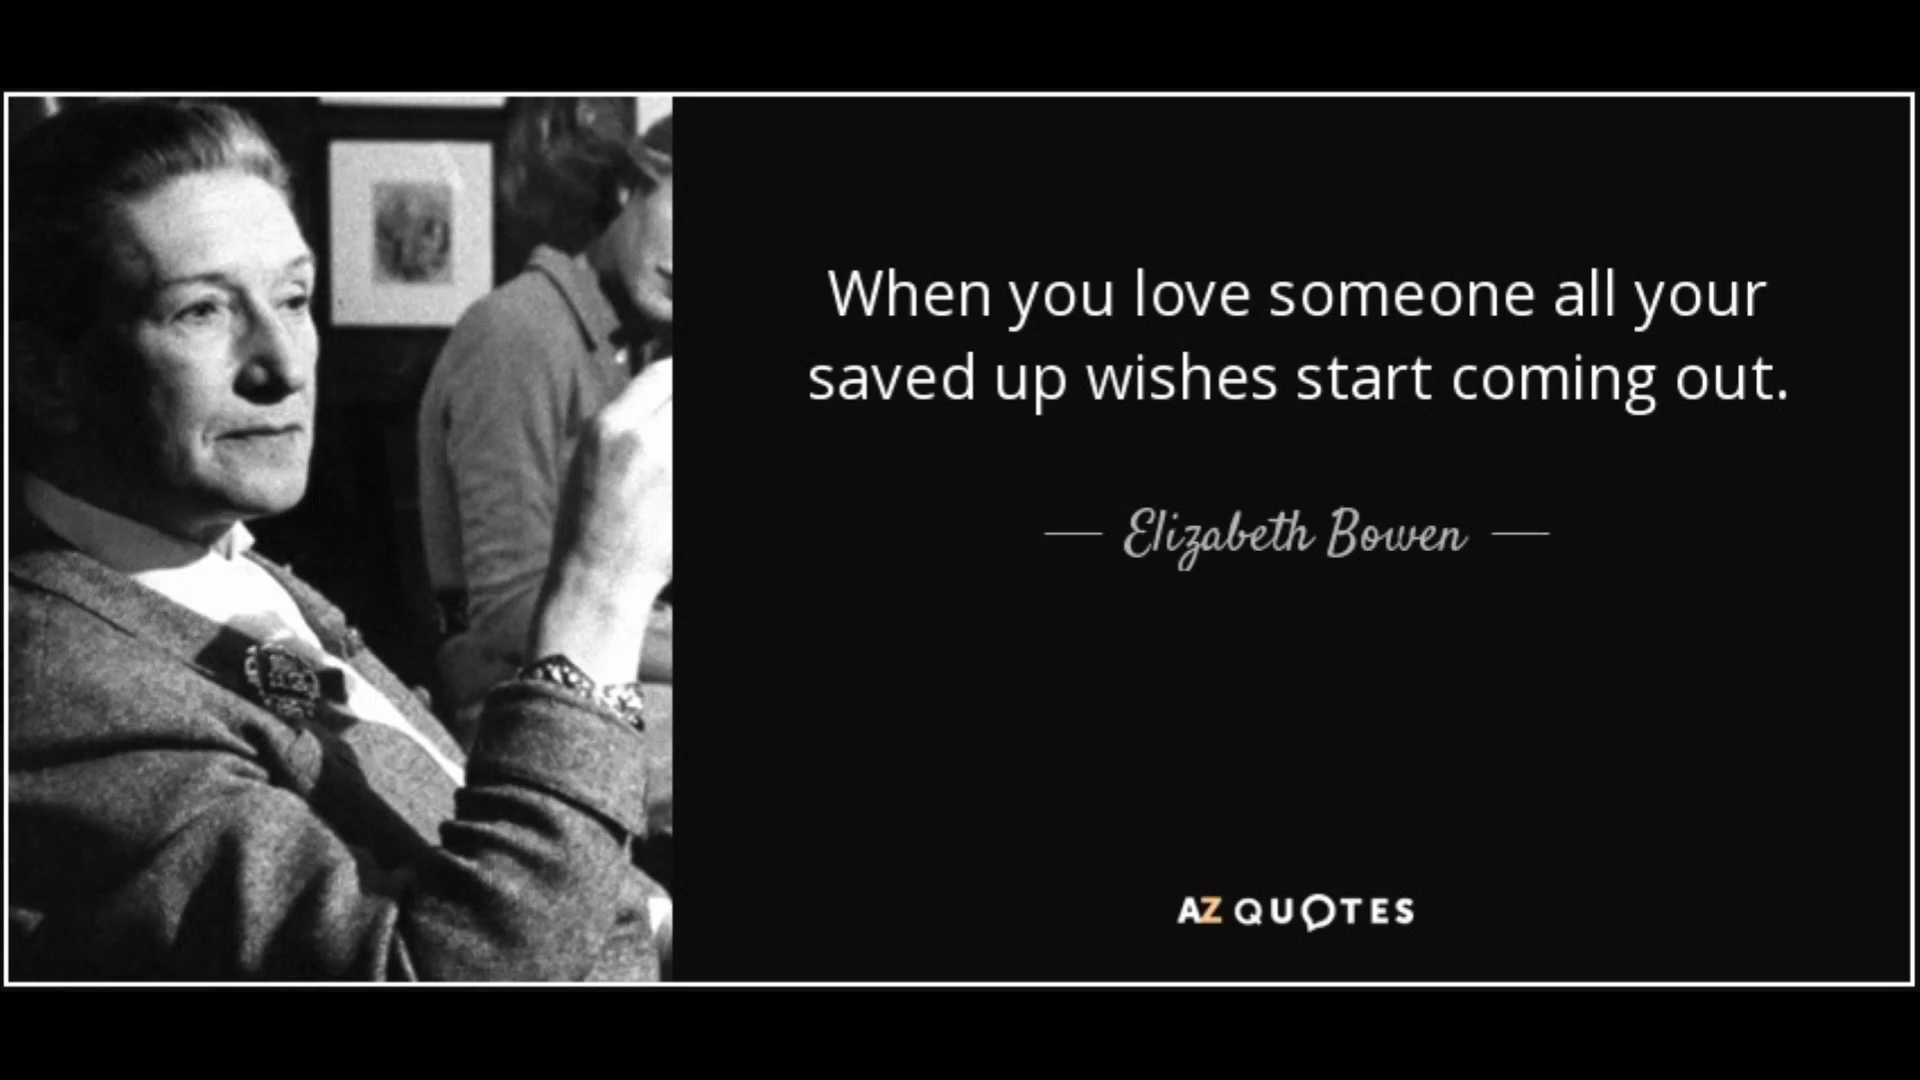 When you love someone all your
saved up wishes start coming out.
Elizabeth Bowen
AZ QUOTES